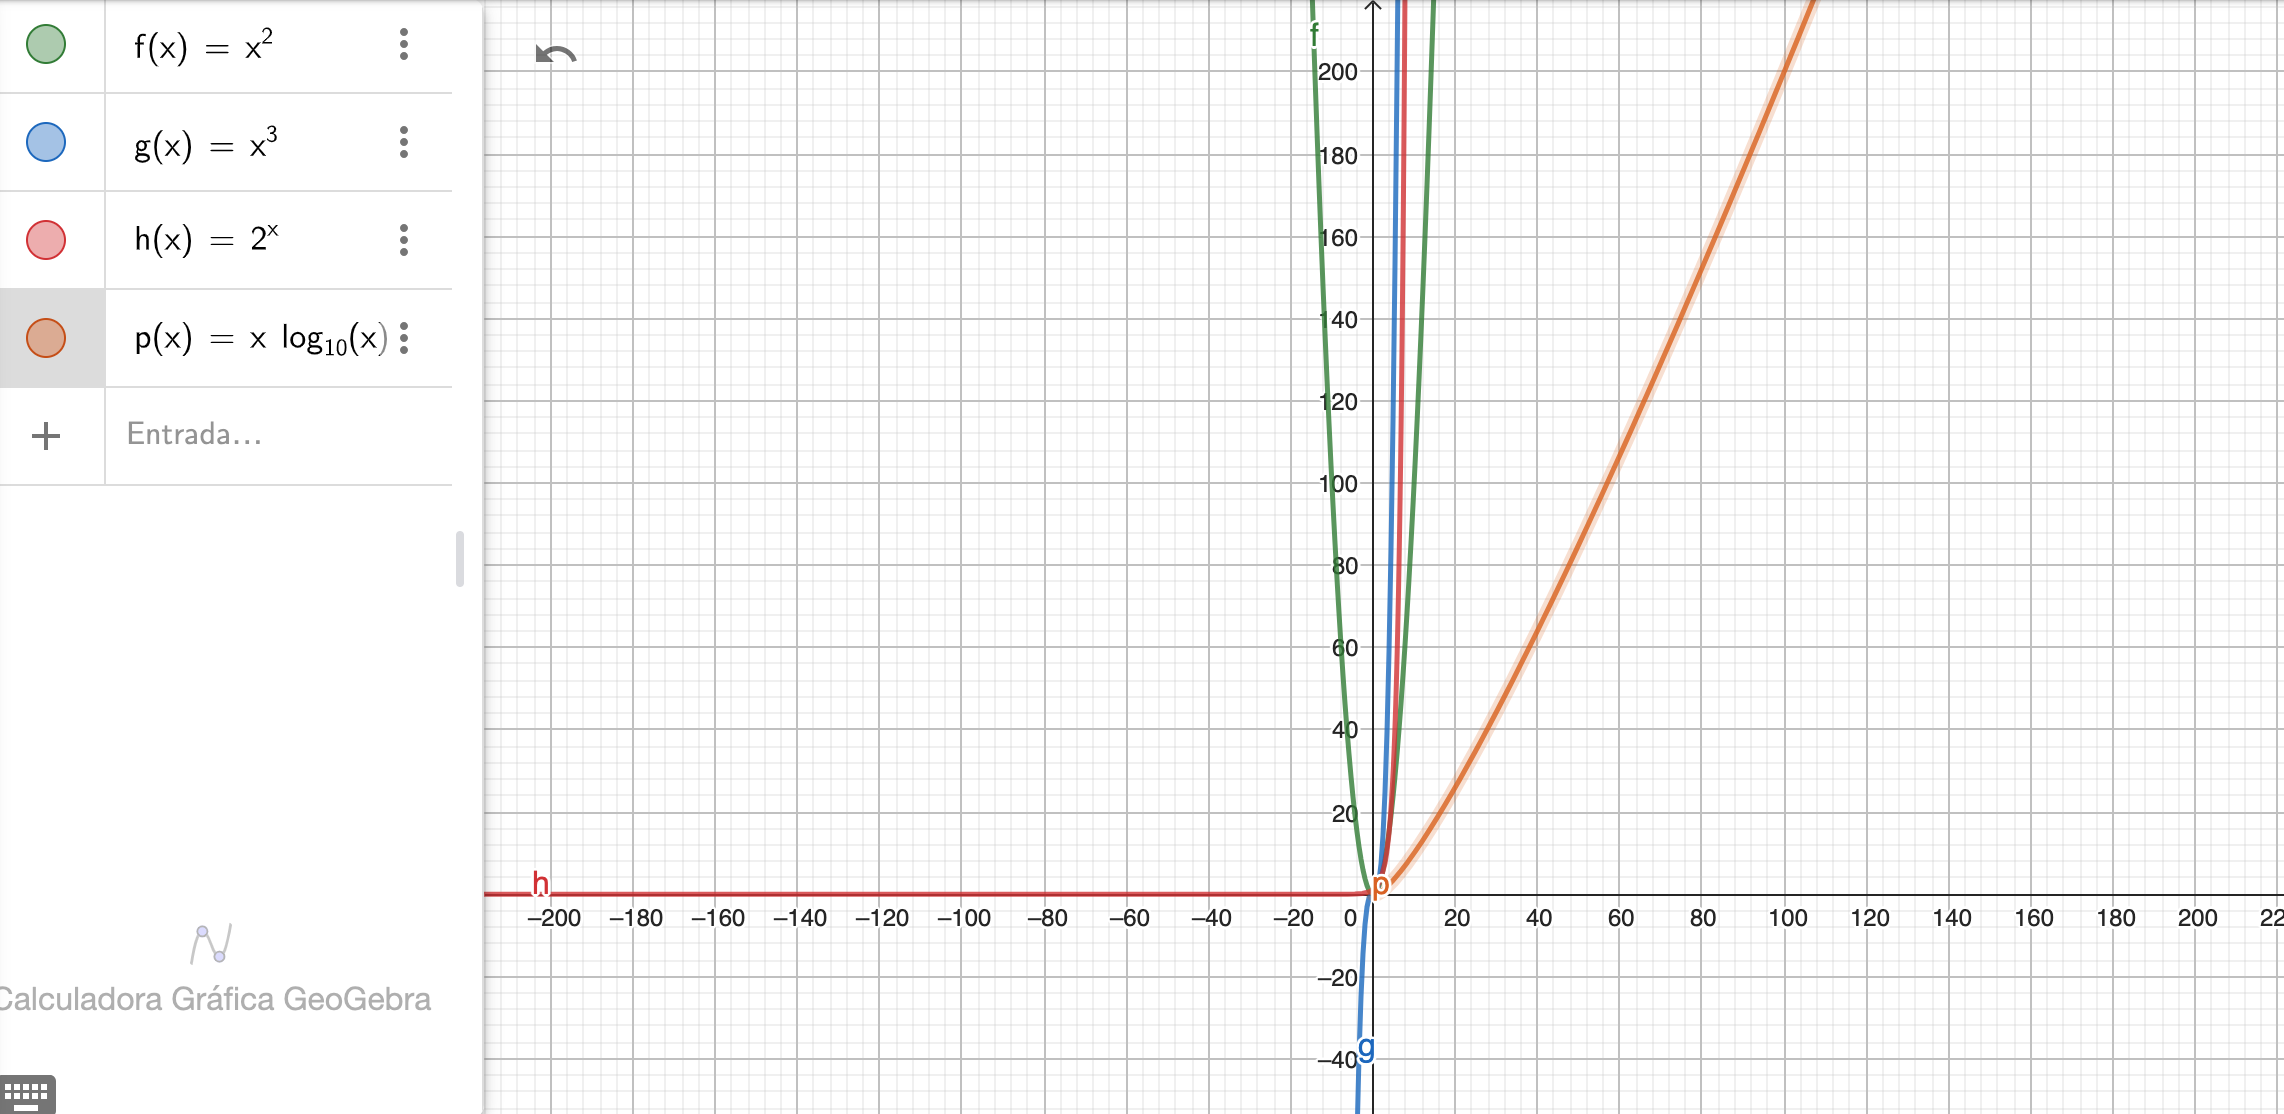 f(x) = x²
g(x) = x³
h(x) = 2ˣ
p(x) = x log₁₀(x)
Entrada...
Calculadora Gráfica GeoGebra
f
200
180
160
140
120
100
80
60
40
20
h
p
−200 −180 −160 −140 −120 −100 −80 −60 −40 −20 0 20 40 60 80 100 120 140 160 180 200 22
−20
−40
g